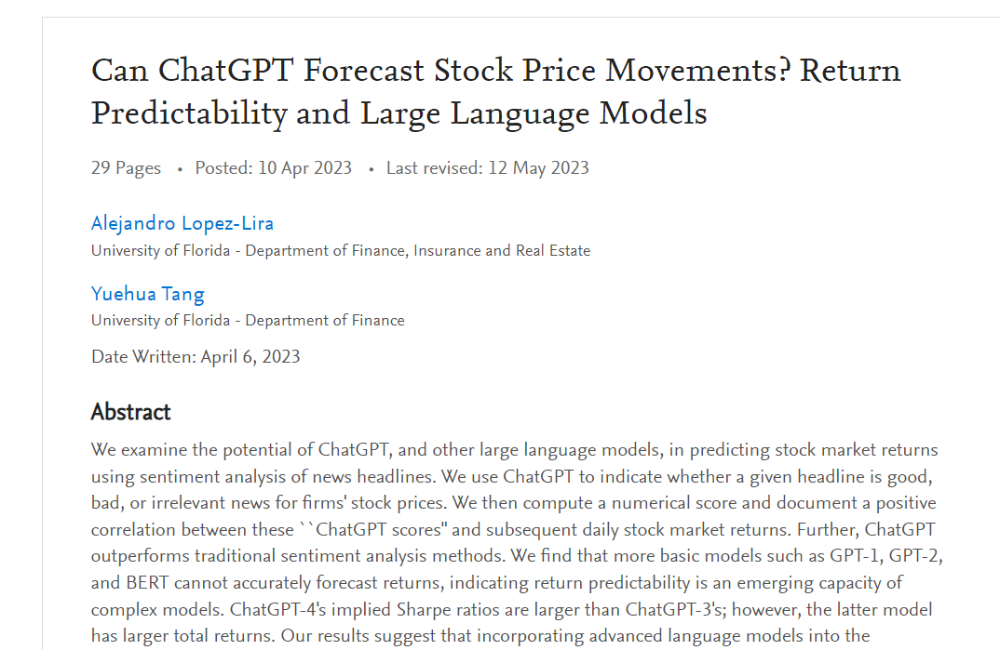 Can ChatGPT Forecast Stock Price Movements? Return
Predictability and Large Language Models
29 Pages • Posted: 10 Apr 2023 • Last revised: 12 May 2023
Alejandro Lopez-Lira
University of Florida - Department of Finance, Insurance and Real Estate
Yuehua Tang
University of Florida - Department of Finance
Date Written: April 6, 2023
Abstract
We examine the potential of ChatGPT, and other large language models, in predicting stock market returns
using sentiment analysis of news headlines. We use ChatGPT to indicate whether a given headline is good,
bad, or irrelevant news for firms' stock prices. We then compute a numerical score and document a positive
correlation between these ``ChatGPT scores'' and subsequent daily stock market returns. Further, ChatGPT
outperforms traditional sentiment analysis methods. We find that more basic models such as GPT-1, GPT-2,
and BERT cannot accurately forecast returns, indicating return predictability is an emerging capacity of
complex models. ChatGPT-4's implied Sharpe ratios are larger than ChatGPT-3's; however, the latter model
has larger total returns. Our results suggest that incorporating advanced language models into the